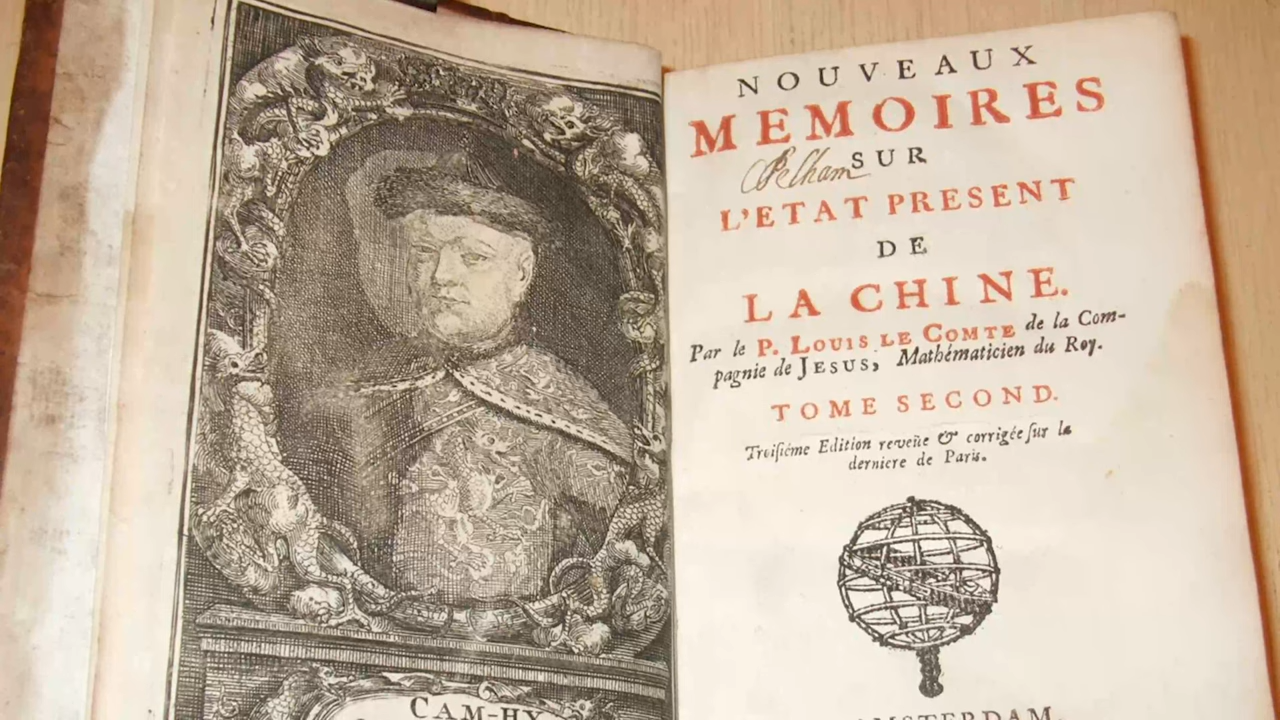 CAM-HY
NOUVEAUX
MEMOIRES
SUR
Pelham
L'ETAT PRESENT
DE
LA CHINE.
Par le P. LOUIS LE COMTE de la Com-
pagnie de JESUS, Mathématicien du Roy.
TOME SECOND.
Troisiéme Edition reveüe & corrigée sur la
derniere de Paris.
AMSTERDAM,